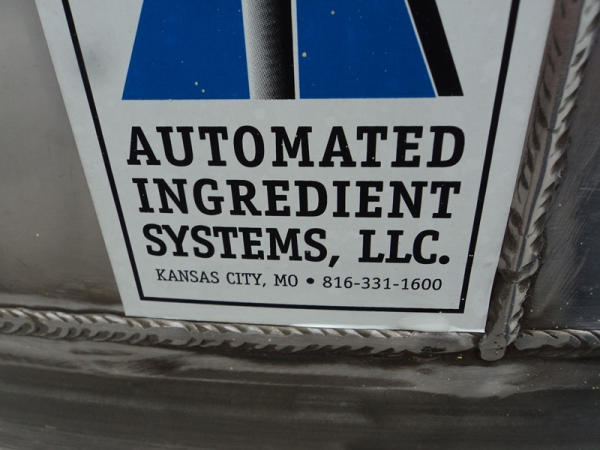 AUTOMATED
INGREDIENT
SYSTEMS, LLC.
KANSAS CITY, MO • 816-331-1600